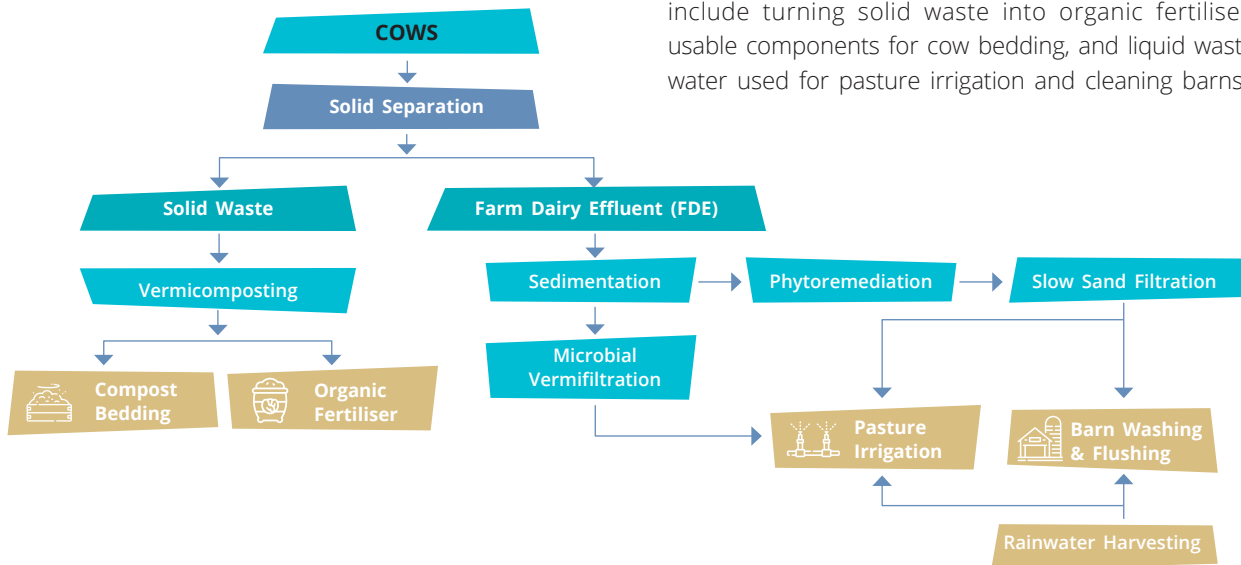 include turning solid waste into organic fertilise
usable components for cow bedding, and liquid wast
water used for pasture irrigation and cleaning barns
COWS
Solid Separation
Solid Waste
Farm Dairy Effluent (FDE)
Vermicomposting
Sedimentation
Phytoremediation
Slow Sand Filtration
Microbial
Vermifiltration
Compost
Bedding
Organic
Fertiliser
Pasture
Irrigation
Barn Washing
& Flushing
Rainwater Harvesting